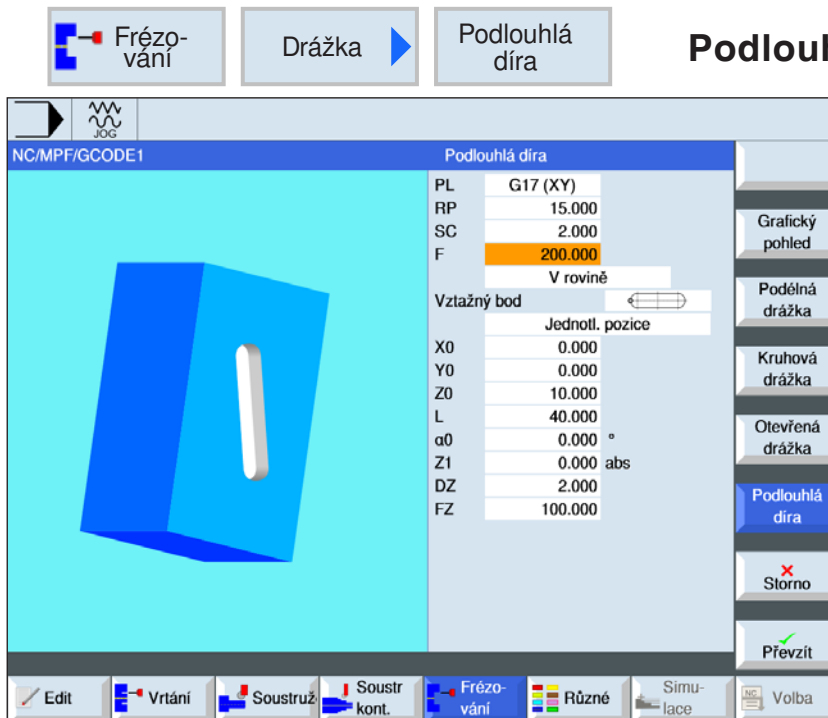 Frézo-
vání
Drážka
Podlouhlá
díra
Podlouh
JOG
NC/MPF/GCODE1
Podlouhlá díra
PL G17 (XY)
RP 15.000
SC 2.000
F 200.000
V rovině
Vztažný bod
Jednotl. pozice
X0 0.000
Y0 0.000
Z0 10.000
L 40.000
α0 0.000 °
Z1 0.000 abs
DZ 2.000
FZ 100.000
Grafický
pohled
Podélná
drážka
Kruhová
drážka
Otevřená
drážka
Podlouhlá
díra
Storno
Převzít
Edit
Vrtání
Soustruž
Soustr
kont.
Frézo-
vání
Různé
Simu-
lace
NC
Volba